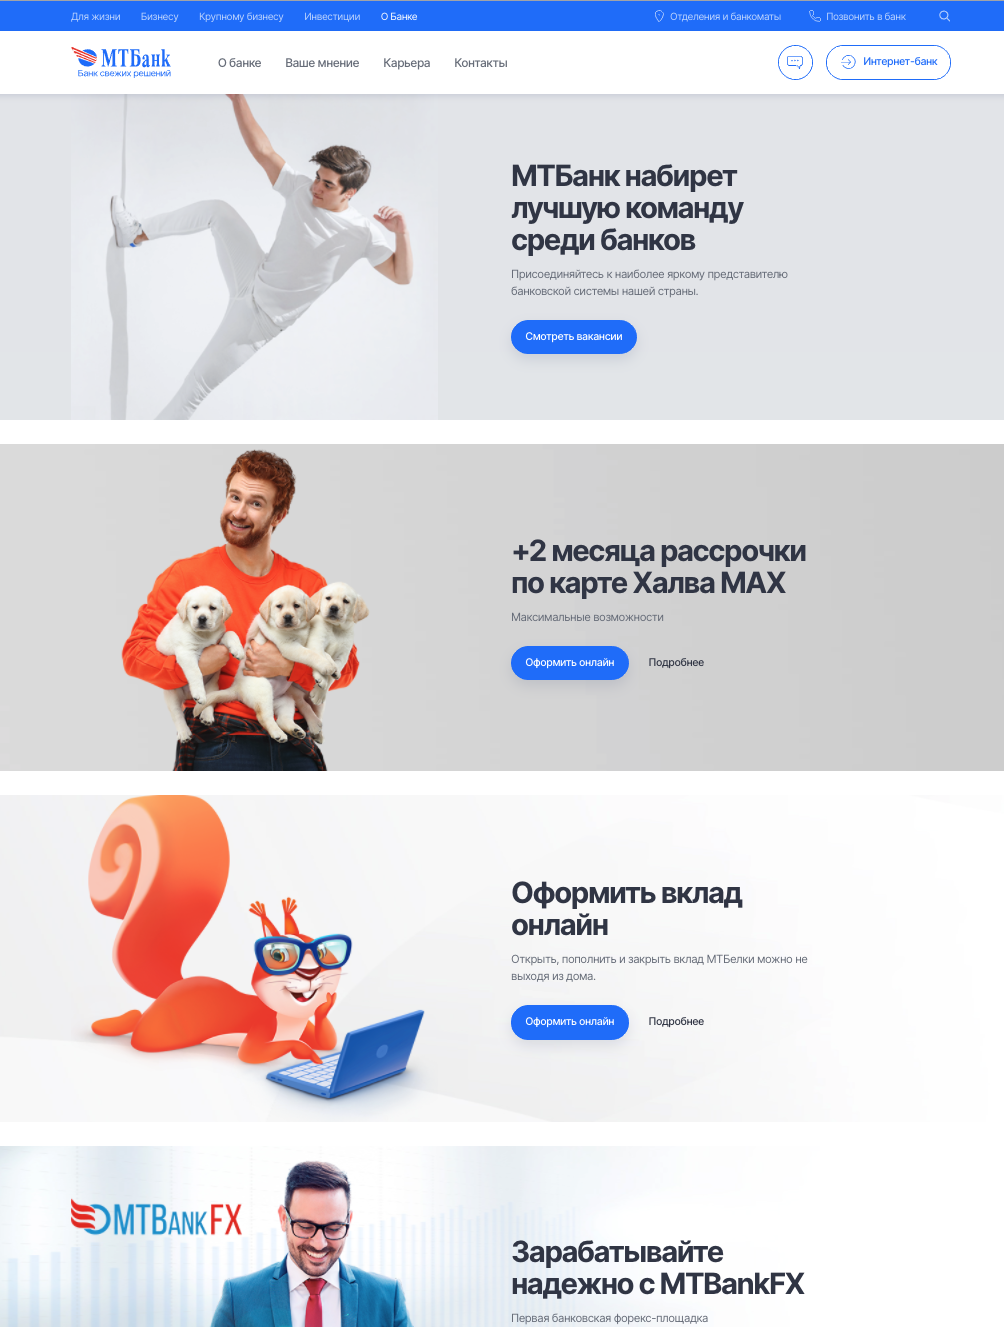 Для жизни Бизнесу Крупному бизнесу Инвестиции О Банке Отделения и банкоматы Позвонить в банк
МТБанк
Банк свежих решений
О банке Ваше мнение Карьера Контакты Интернет-банк
МТБанк набирет
лучшую команду
среди банков
Присоединяйтесь к наиболее яркому представителю
банковской системы нашей страны.
Смотреть вакансии
+2 месяца рассрочки
по карте Халва MAX
Максимальные возможности
Оформить онлайн Подробнее
Оформить вклад
онлайн
Открыть, пополнить и закрыть вклад МТБелки можно не
выходя из дома.
Оформить онлайн Подробнее
MTBANK FX
Зарабатывайте
надежно с MTBankFX
Первая банковская форекс-площадка